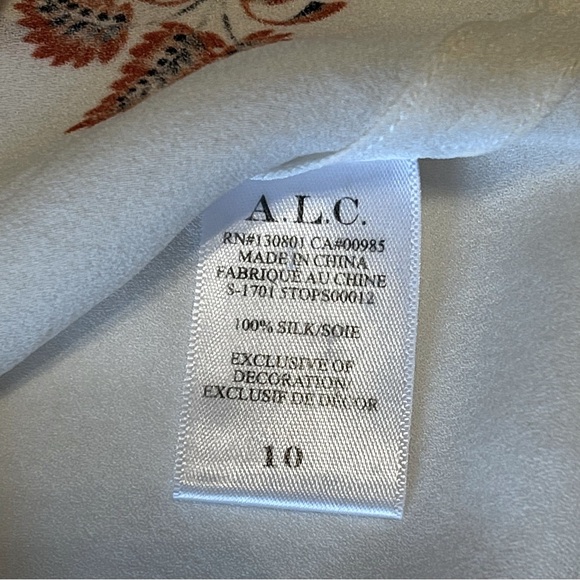 A.L.C.
RN#130801 CA#00985
MADE IN CHINA
FABRIQUE AU CHINE
S-1701 5TOPS00012
100% SILK/SOIE
EXCLUSIVE OF
DECORATION/
EXCLUSIF DE DECOR
10